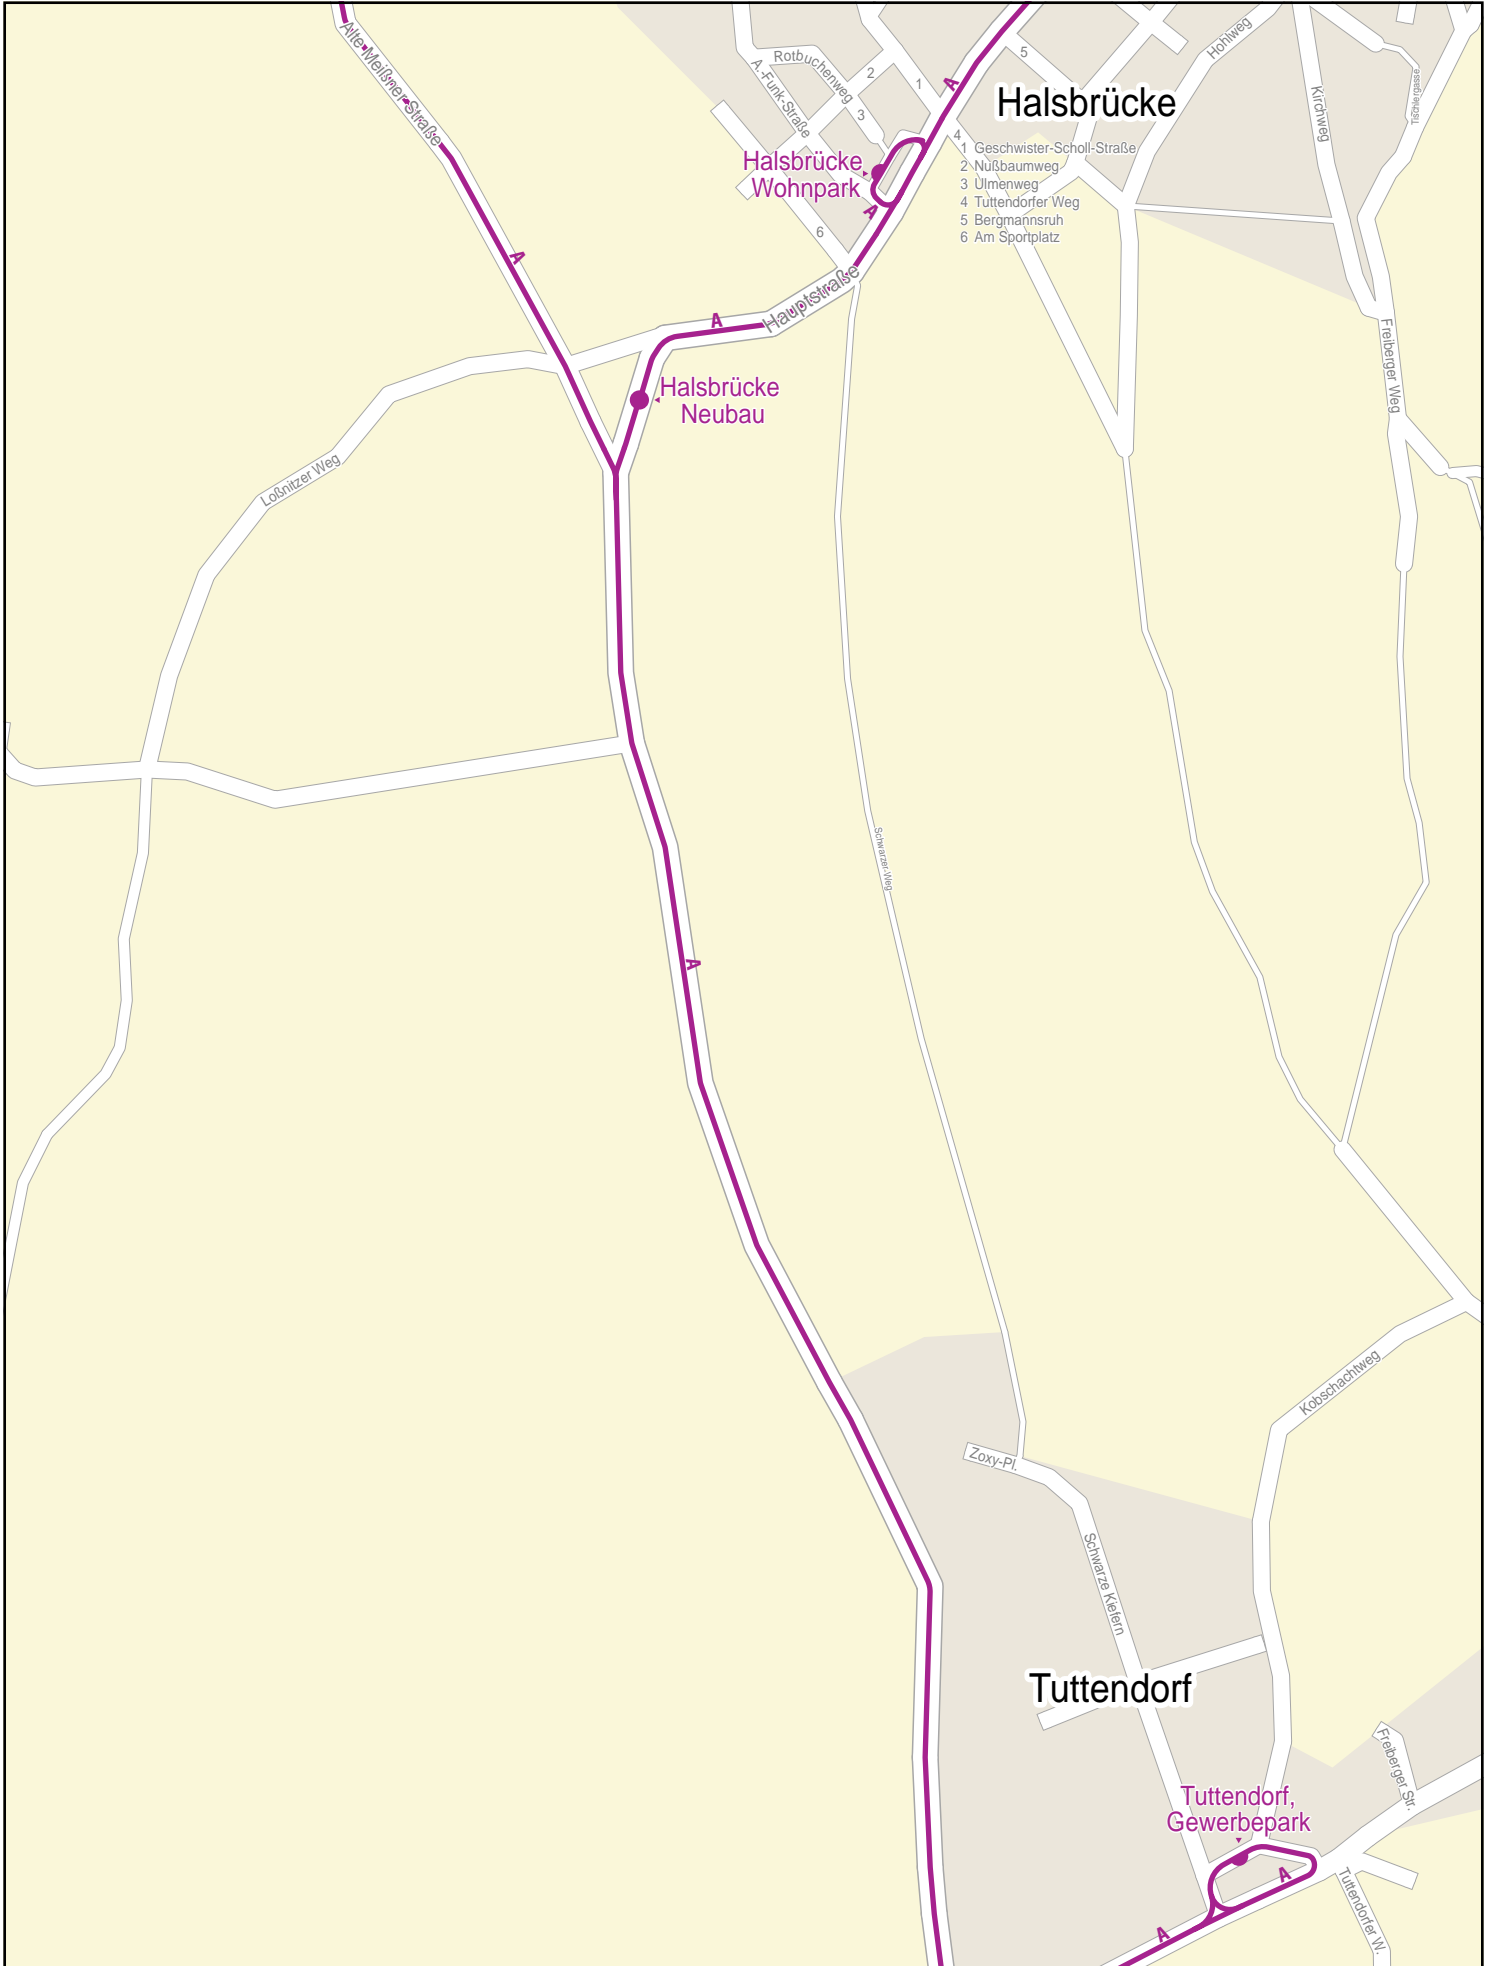 Alte-Meißner-Straße
A
Rotbuchenweg
A.-Funk-Straße
2
1
3
A
5
Hohlweg
Kirchweg
Tischlergasse
Halsbrücke
4
1 Geschwister-Scholl-Straße
2 Nußbaumweg
3 Ulmenweg
4 Tuttendorfer Weg
5 Bergmannsruh
6 Am Sportplatz
Halsbrücke
Wohnpark
A
6
Hauptstraße
A
Halsbrücke
Neubau
Freiberger Weg
Loßnitzer Weg
Schwarzer-Weg
A
Kobschachtweg
Zoxy-Pl.
Schwarze Kiefern
Tuttendorf
Freiberger Str.
Tuttendorf,
Gewerbepark
A
A
Tuttendorfer W.